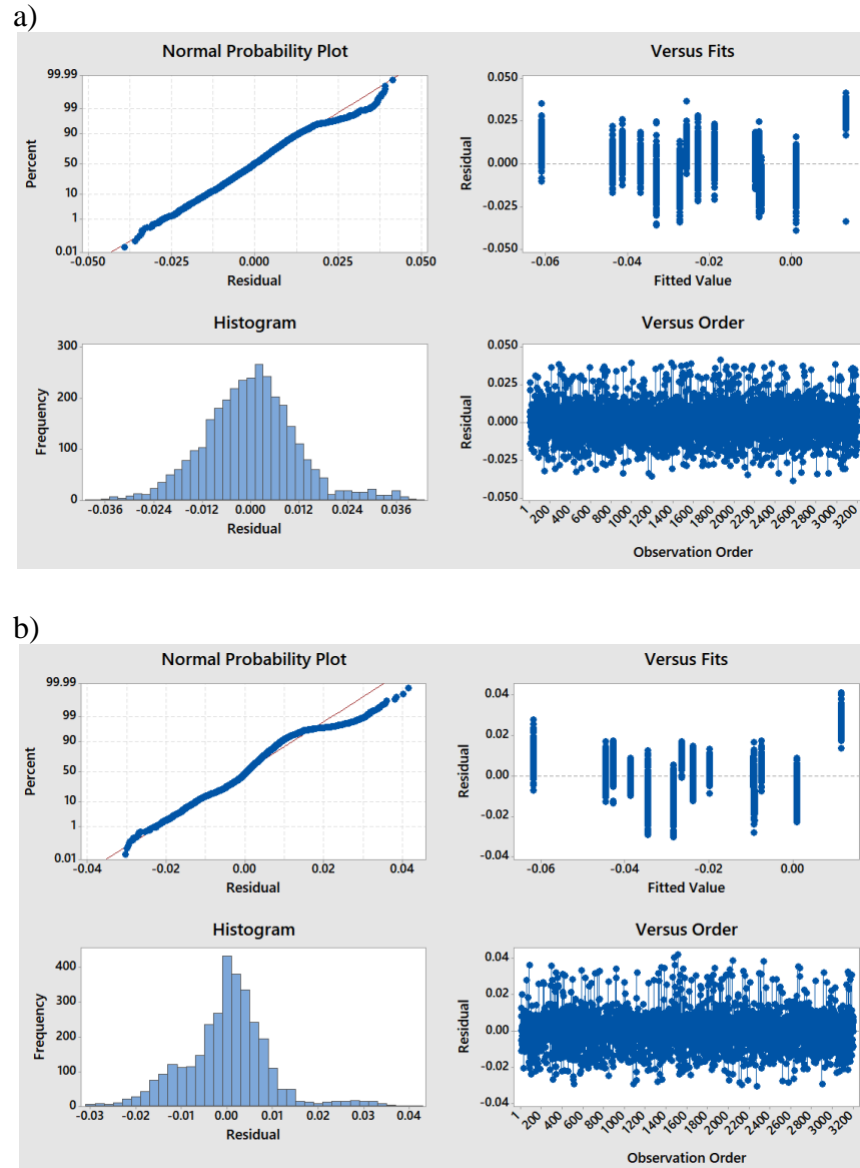 a)
Normal Probability Plot
Versus Fits
99.99
99
90
50
10
1
0.01
Percent
-0.050 -0.025 0.000 0.025 0.050
Residual
0.050
0.025
0.000
-0.025
-0.050
Residual
-0.06 -0.04 -0.02 0.00
Fitted Value
Histogram
Versus Order
300
200
100
0
Frequency
-0.036 -0.024 -0.012 0.000 0.012 0.024 0.036
Residual
0.050
0.025
0.000
-0.025
-0.050
Residual
1 200 400 600 800 1000 1200 1400 1600 1800 2000 2200 2400 2600 2800 3000 3200
Observation Order
b)
Normal Probability Plot
Versus Fits
99.99
99
90
50
10
1
0.01
Percent
-0.04 -0.02 0.00 0.02 0.04
Residual
0.04
0.02
0.00
-0.02
-0.04
Residual
-0.06 -0.04 -0.02 0.00
Fitted Value
Histogram
Versus Order
400
300
200
100
0
Frequency
-0.03 -0.02 -0.01 0.00 0.01 0.02 0.03 0.04
Residual
0.04
0.02
0.00
-0.02
-0.04
Residual
1 200 400 600 800 1000 1200 1400 1600 1800 2000 2200 2400 2600 2800 3000 3200
Observation Order